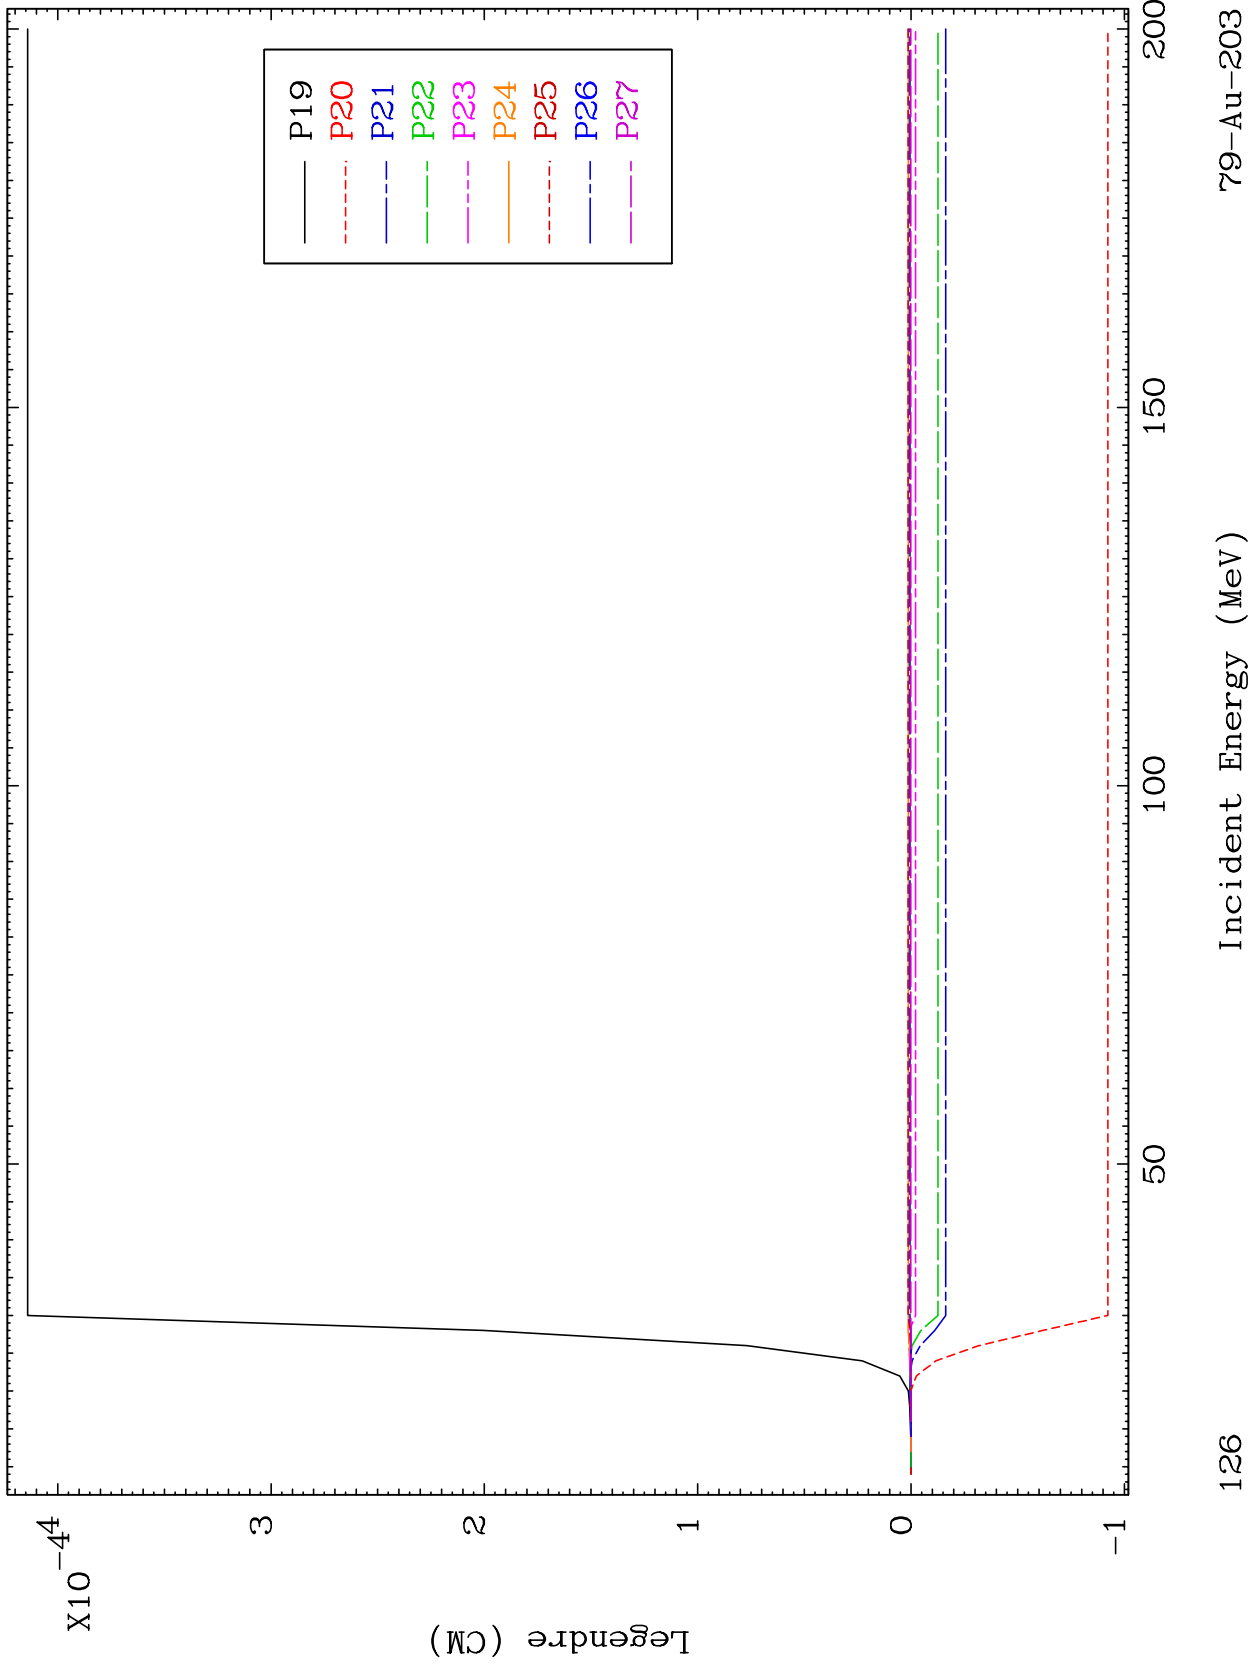 X10
-4
4
3
2
1
0
-1
Legendre (CM)
P19
P20
P21
P22
P23
P24
P25
P26
P27
50
100
150
200
Incident Energy (MeV)
126
79-Au-203